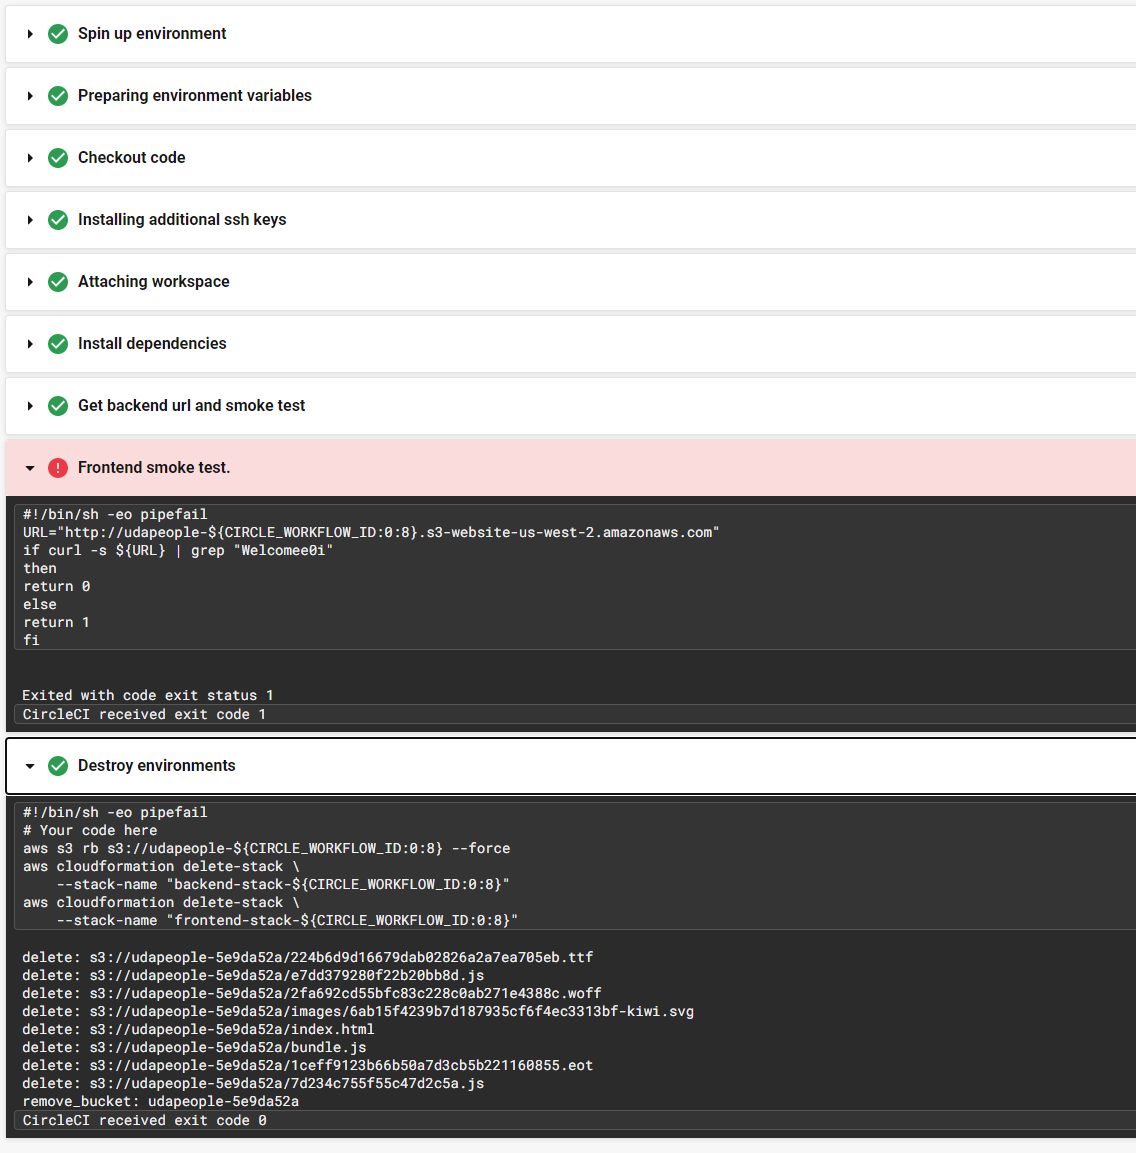 Spin up environment
Preparing environment variables
Checkout code
Installing additional ssh keys
Attaching workspace
Install dependencies
Get backend url and smoke test
Frontend smoke test.
#!/bin/sh -eo pipefail
URL="http://udapeople-${CIRCLE_WORKFLOW_ID:0:8}.s3-website-us-west-2.amazonaws.com"
if curl -s ${URL} | grep "Welcomee0i"
then
return 0
else
return 1
fi
Exited with code exit status 1
CircleCI received exit code 1
Destroy environments
#!/bin/sh -eo pipefail
# Your code here
aws s3 rb s3://udapeople-${CIRCLE_WORKFLOW_ID:0:8} --force
aws cloudformation delete-stack \
    --stack-name "backend-stack-${CIRCLE_WORKFLOW_ID:0:8}"
aws cloudformation delete-stack \
    --stack-name "frontend-stack-${CIRCLE_WORKFLOW_ID:0:8}"
delete: s3://udapeople-5e9da52a/224b6d9d16679dab02826a2a7ea705eb.ttf
delete: s3://udapeople-5e9da52a/e7dd379280f22b20bb8d.js
delete: s3://udapeople-5e9da52a/2fa692cd55bfc83c228c0ab271e4388c.woff
delete: s3://udapeople-5e9da52a/images/6ab15f4239b7d187935cf6f4ec3313bf-kiwi.svg
delete: s3://udapeople-5e9da52a/index.html
delete: s3://udapeople-5e9da52a/bundle.js
delete: s3://udapeople-5e9da52a/1ceff9123b66b50a7d3cb5b221160855.eot
delete: s3://udapeople-5e9da52a/7d234c755f55c47d2c5a.js
remove_bucket: udapeople-5e9da52a
CircleCI received exit code 0